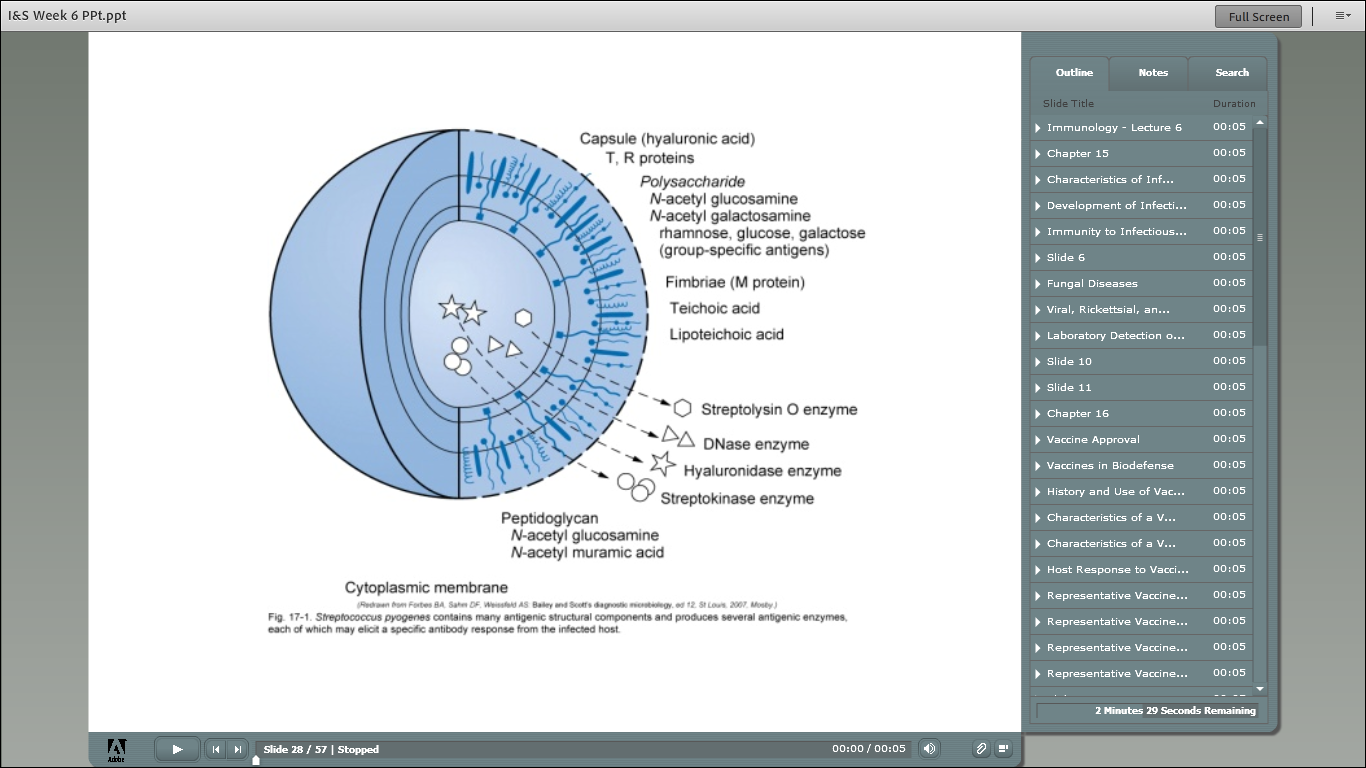 I&S Week 6 PPt.ppt
Full Screen
Capsule (hyaluronic acid)
T, R proteins
Polysaccharide
N-acetyl glucosamine
N-acetyl galactosamine
rhamnose, glucose, galactose
(group-specific antigens)
Fimbriae (M protein)
Teichoic acid
Lipoteichoic acid
Streptolysin O enzyme
DNase enzyme
Hyaluronidase enzyme
Streptokinase enzyme
Peptidoglycan
N-acetyl glucosamine
N-acetyl muramic acid
Cytoplasmic membrane
(Redrawn from Forbes BA, Sahm DF, Weissfeld AS: Bailey and Scott's diagnostic microbiology, ed 12, St Louis, 2007, Mosby.)
Fig. 17-1. Streptococcus pyogenes contains many antigenic structural components and produces several antigenic enzymes,
each of which may elicit a specific antibody response from the infected host.
Outline Notes Search
Slide Title Duration
Immunology - Lecture 6 00:05
Chapter 15 00:05
Characteristics of Inf... 00:05
Development of Infecti... 00:05
Immunity to Infectious... 00:05
Slide 6 00:05
Fungal Diseases 00:05
Viral, Rickettsial, an... 00:05
Laboratory Detection o... 00:05
Slide 10 00:05
Slide 11 00:05
Chapter 16 00:05
Vaccine Approval 00:05
Vaccines in Biodefense 00:05
History and Use of Vac... 00:05
Characteristics of a V... 00:05
Characteristics of a V... 00:05
Host Response to Vacci... 00:05
Representative Vaccine... 00:05
Representative Vaccine... 00:05
Representative Vaccine... 00:05
Representative Vaccine... 00:05
2 Minutes 29 Seconds Remaining
Adobe
Slide 28 / 57 | Stopped
00:00 / 00:05